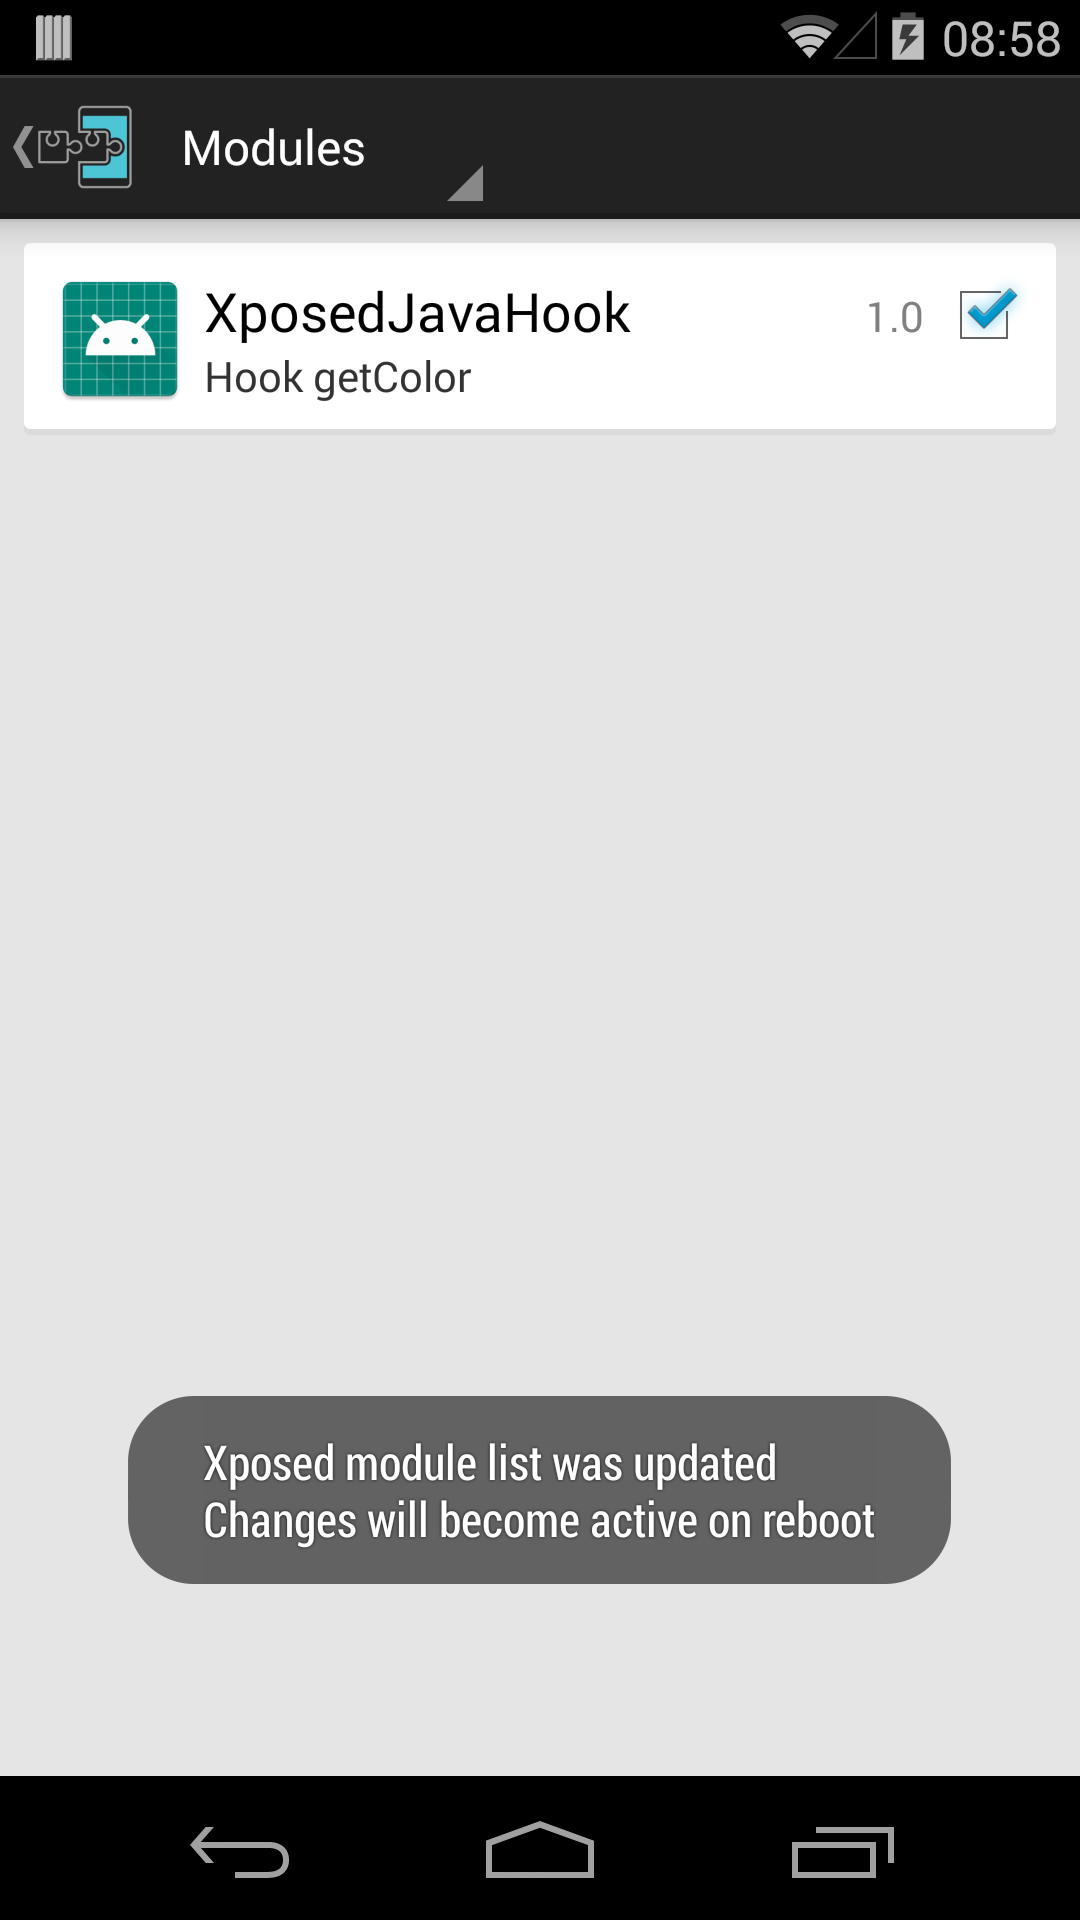 08:58
Modules
XposedJavaHook 1.0
Hook getColor
Xposed module list was updated
Changes will become active on reboot